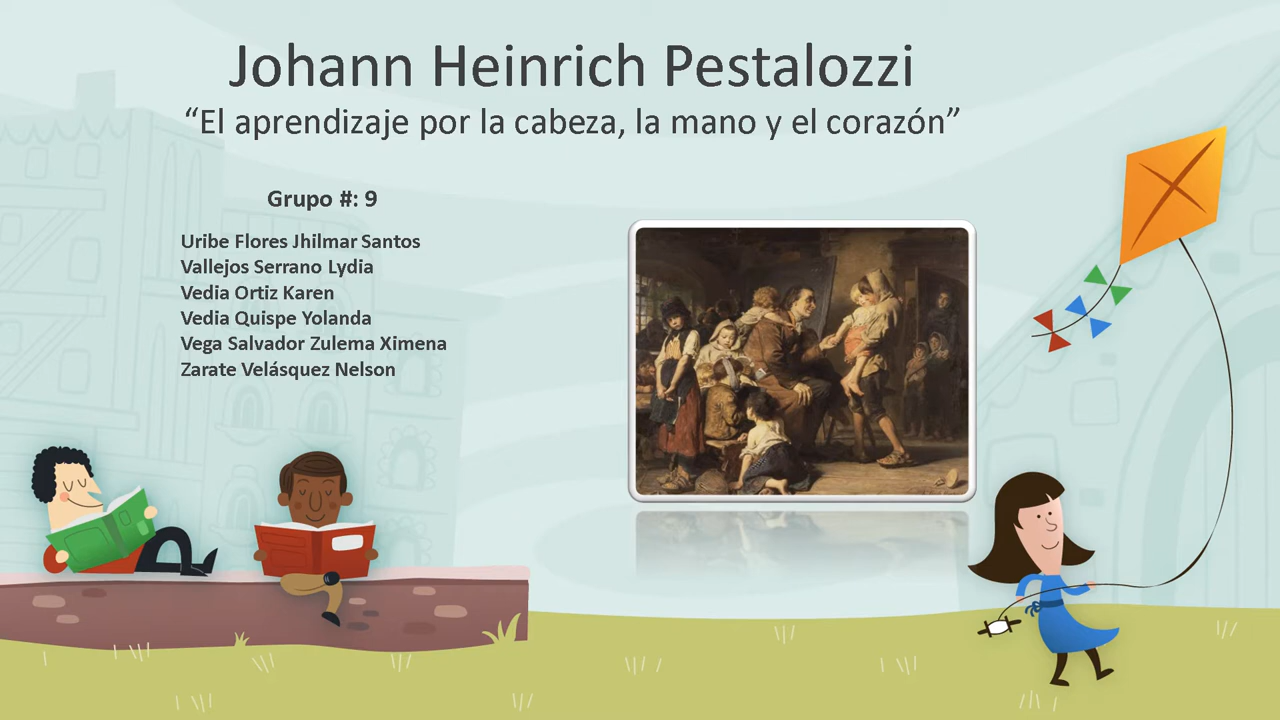 Johann Heinrich Pestalozzi
“El aprendizaje por la cabeza, la mano y el corazón”
Grupo #: 9
Uribe Flores Jhilmar Santos
Vallejos Serrano Lydia
Vedia Ortiz Karen
Vedia Quispe Yolanda
Vega Salvador Zulema Ximena
Zarate Velásquez Nelson